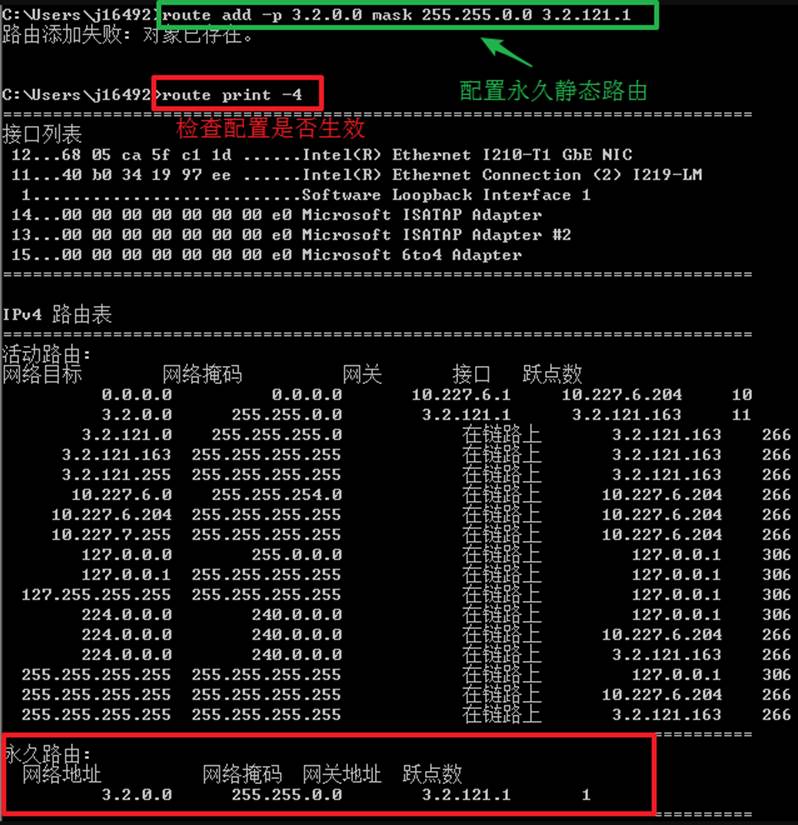 C:\Users\j16492>route add -p 3.2.0.0 mask 255.255.0.0 3.2.121.1
路由添加失败: 对象已存在。
配置永久静态路由
C:\Users\j16492>route print -4
检查配置是否生效
===========================================================================
接口列表
12...68 05 ca 5f c1 1d ......Intel(R) Ethernet I210-T1 GbE NIC
11...40 b0 34 19 97 ee ......Intel(R) Ethernet Connection (2) I219-LM
1...........................Software Loopback Interface 1
14...00 00 00 00 00 00 00 e0 Microsoft ISATAP Adapter
13...00 00 00 00 00 00 00 e0 Microsoft ISATAP Adapter #2
15...00 00 00 00 00 00 00 e0 Microsoft 6to4 Adapter
===========================================================================
IPv4 路由表
===========================================================================
活动路由:
网络目标 网络掩码 网关 接口 跃点数
0.0.0.0 0.0.0.0 10.227.6.1 10.227.6.204 10
3.2.0.0 255.255.0.0 3.2.121.1 3.2.121.163 11
3.2.121.0 255.255.255.0 在链路上 3.2.121.163 266
3.2.121.163 255.255.255.255 在链路上 3.2.121.163 266
3.2.121.255 255.255.255.255 在链路上 3.2.121.163 266
10.227.6.0 255.255.254.0 在链路上 10.227.6.204 266
10.227.6.204 255.255.255.255 在链路上 10.227.6.204 266
10.227.7.255 255.255.255.255 在链路上 10.227.6.204 266
127.0.0.0 255.0.0.0 在链路上 127.0.0.1 306
127.0.0.1 255.255.255.255 在链路上 127.0.0.1 306
127.255.255.255 255.255.255.255 在链路上 127.0.0.1 306
224.0.0.0 240.0.0.0 在链路上 127.0.0.1 306
224.0.0.0 240.0.0.0 在链路上 10.227.6.204 266
224.0.0.0 240.0.0.0 在链路上 3.2.121.163 266
255.255.255.255 255.255.255.255 在链路上 127.0.0.1 306
255.255.255.255 255.255.255.255 在链路上 10.227.6.204 266
255.255.255.255 255.255.255.255 在链路上 3.2.121.163 266
===========================================================================
永久路由:
网络地址 网络掩码 网关地址 跃点数
3.2.0.0 255.255.0.0 3.2.121.1 1
===========================================================================